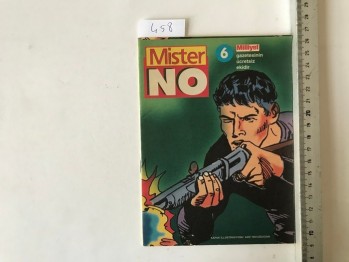 458
Mister
NO
6
Milliyet
gazetesinin
ücretsiz
ekidir